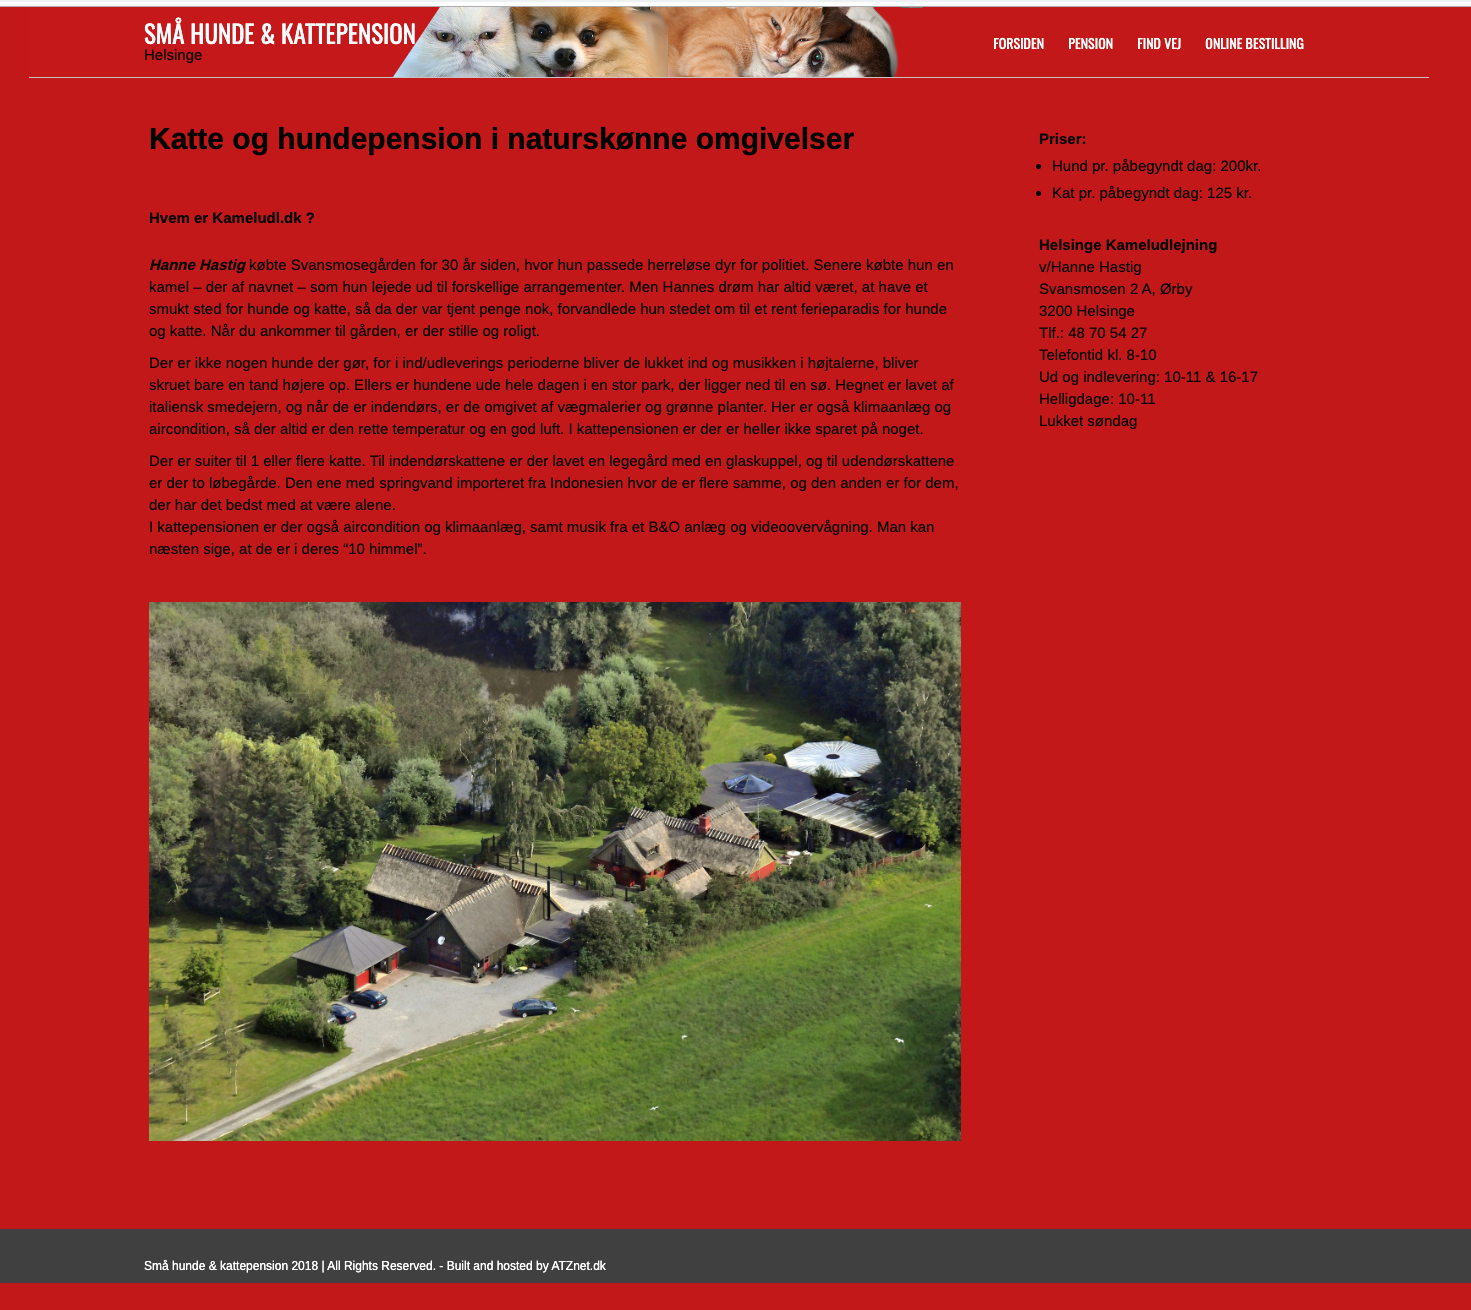 SMÅ HUNDE & KATTEPENSION
Helsinge
FORSIDEN PENSION FIND VEJ ONLINE BESTILLING
Katte og hundepension i naturskønne omgivelser
Hvem er Kameludl.dk ?
Hanne Hastig købte Svansmosegården for 30 år siden, hvor hun passede herreløse dyr for politiet. Senere købte hun en
kamel – der af navnet – som hun lejede ud til forskellige arrangementer. Men Hannes drøm har altid været, at have et
smukt sted for hunde og katte, så da der var tjent penge nok, forvandlede hun stedet om til et rent ferieparadis for hunde
og katte. Når du ankommer til gården, er der stille og roligt.
Der er ikke nogen hunde der gør, for i ind/udleverings perioderne bliver de lukket ind og musikken i højtalerne, bliver
skruet bare en tand højere op. Ellers er hundene ude hele dagen i en stor park, der ligger ned til en sø. Hegnet er lavet af
italiensk smedejern, og når de er indendørs, er de omgivet af vægmalerier og grønne planter. Her er også klimaanlæg og
aircondition, så der altid er den rette temperatur og en god luft. I kattepensionen er der er heller ikke sparet på noget.
Der er suiter til 1 eller flere katte. Til indendørskattene er der lavet en legegård med en glaskuppel, og til udendørskattene
er der to løbegårde. Den ene med springvand importeret fra Indonesien hvor de er flere samme, og den anden er for dem,
der har det bedst med at være alene.
I kattepensionen er der også aircondition og klimaanlæg, samt musik fra et B&O anlæg og videoovervågning. Man kan
næsten sige, at de er i deres “10 himmel”.
Priser:
• Hund pr. påbegyndt dag: 200kr.
• Kat pr. påbegyndt dag: 125 kr.
Helsinge Kameludlejning
v/Hanne Hastig
Svansmosen 2 A, Ørby
3200 Helsinge
Tlf.: 48 70 54 27
Telefontid kl. 8-10
Ud og indlevering: 10-11 & 16-17
Helligdage: 10-11
Lukket søndag
Små hunde & kattepension 2018 | All Rights Reserved. - Built and hosted by ATZnet.dk